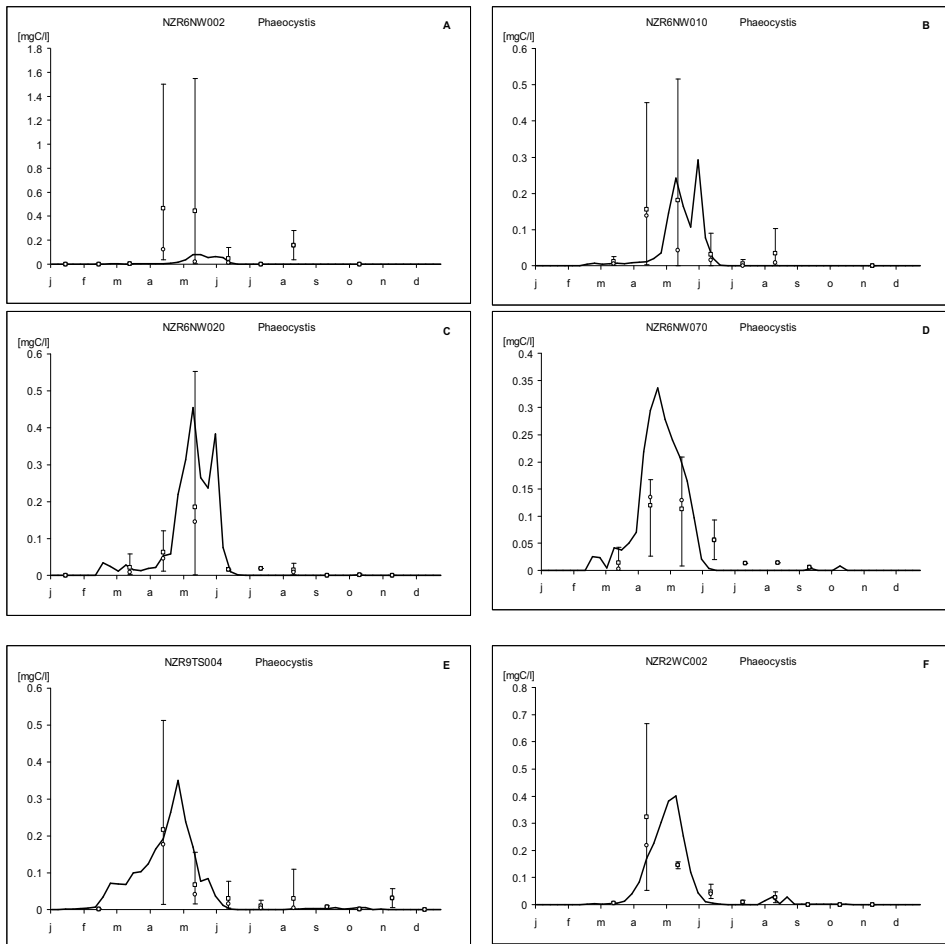 NZR6NW002 Phaeocystis A
[mgC/l]
1.8
1.6
1.4
1.2
1
0.8
0.6
0.4
0.2
0
j f m a m j j a s o n d
NZR6NW010 Phaeocystis B
[mgC/l]
0.6
0.5
0.4
0.3
0.2
0.1
0
j f m a m j j a s o n d
NZR6NW020 Phaeocystis C
[mgC/l]
0.6
0.5
0.4
0.3
0.2
0.1
0
j f m a m j j a s o n d
NZR6NW070 Phaeocystis D
[mgC/l]
0.4
0.35
0.3
0.25
0.2
0.15
0.1
0.05
0
j f m a m j j a s o n d
NZR9TS004 Phaeocystis E
[mgC/l]
0.6
0.5
0.4
0.3
0.2
0.1
0
j f m a m j j a s o n d
NZR2WC002 Phaeocystis F
[mgC/l]
0.8
0.7
0.6
0.5
0.4
0.3
0.2
0.1
0
j f m a m j j a s o n d